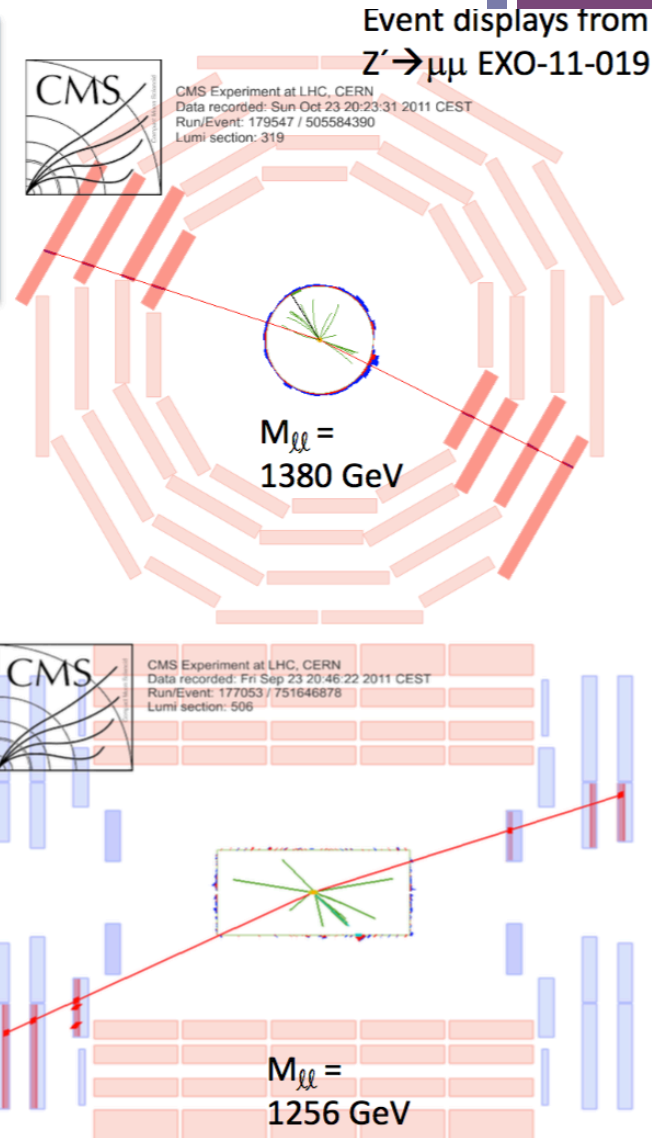 Event displays from
Z´→μμ EXO-11-019
CMS
CMS Experiment at LHC, CERN
Data recorded: Sun Oct 23 20:23:31 2011 CEST
Run/Event: 179547 / 505584390
Lumi section: 319
Mℓℓ =
1380 GeV
CMS
CMS Experiment at LHC, CERN
Data recorded: Fri Sep 23 20:46:22 2011 CEST
Run/Event: 177053 / 751646878
Lumi section: 506
Mℓℓ =
1256 GeV